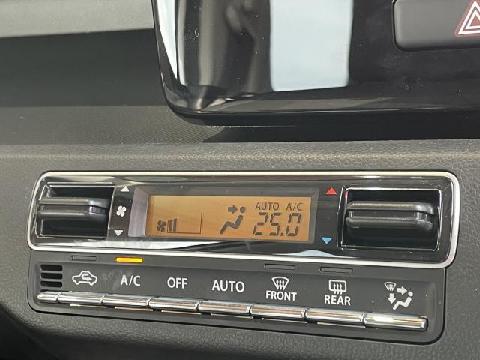 AUTO A/C
25.0
A/C OFF AUTO FRONT REAR